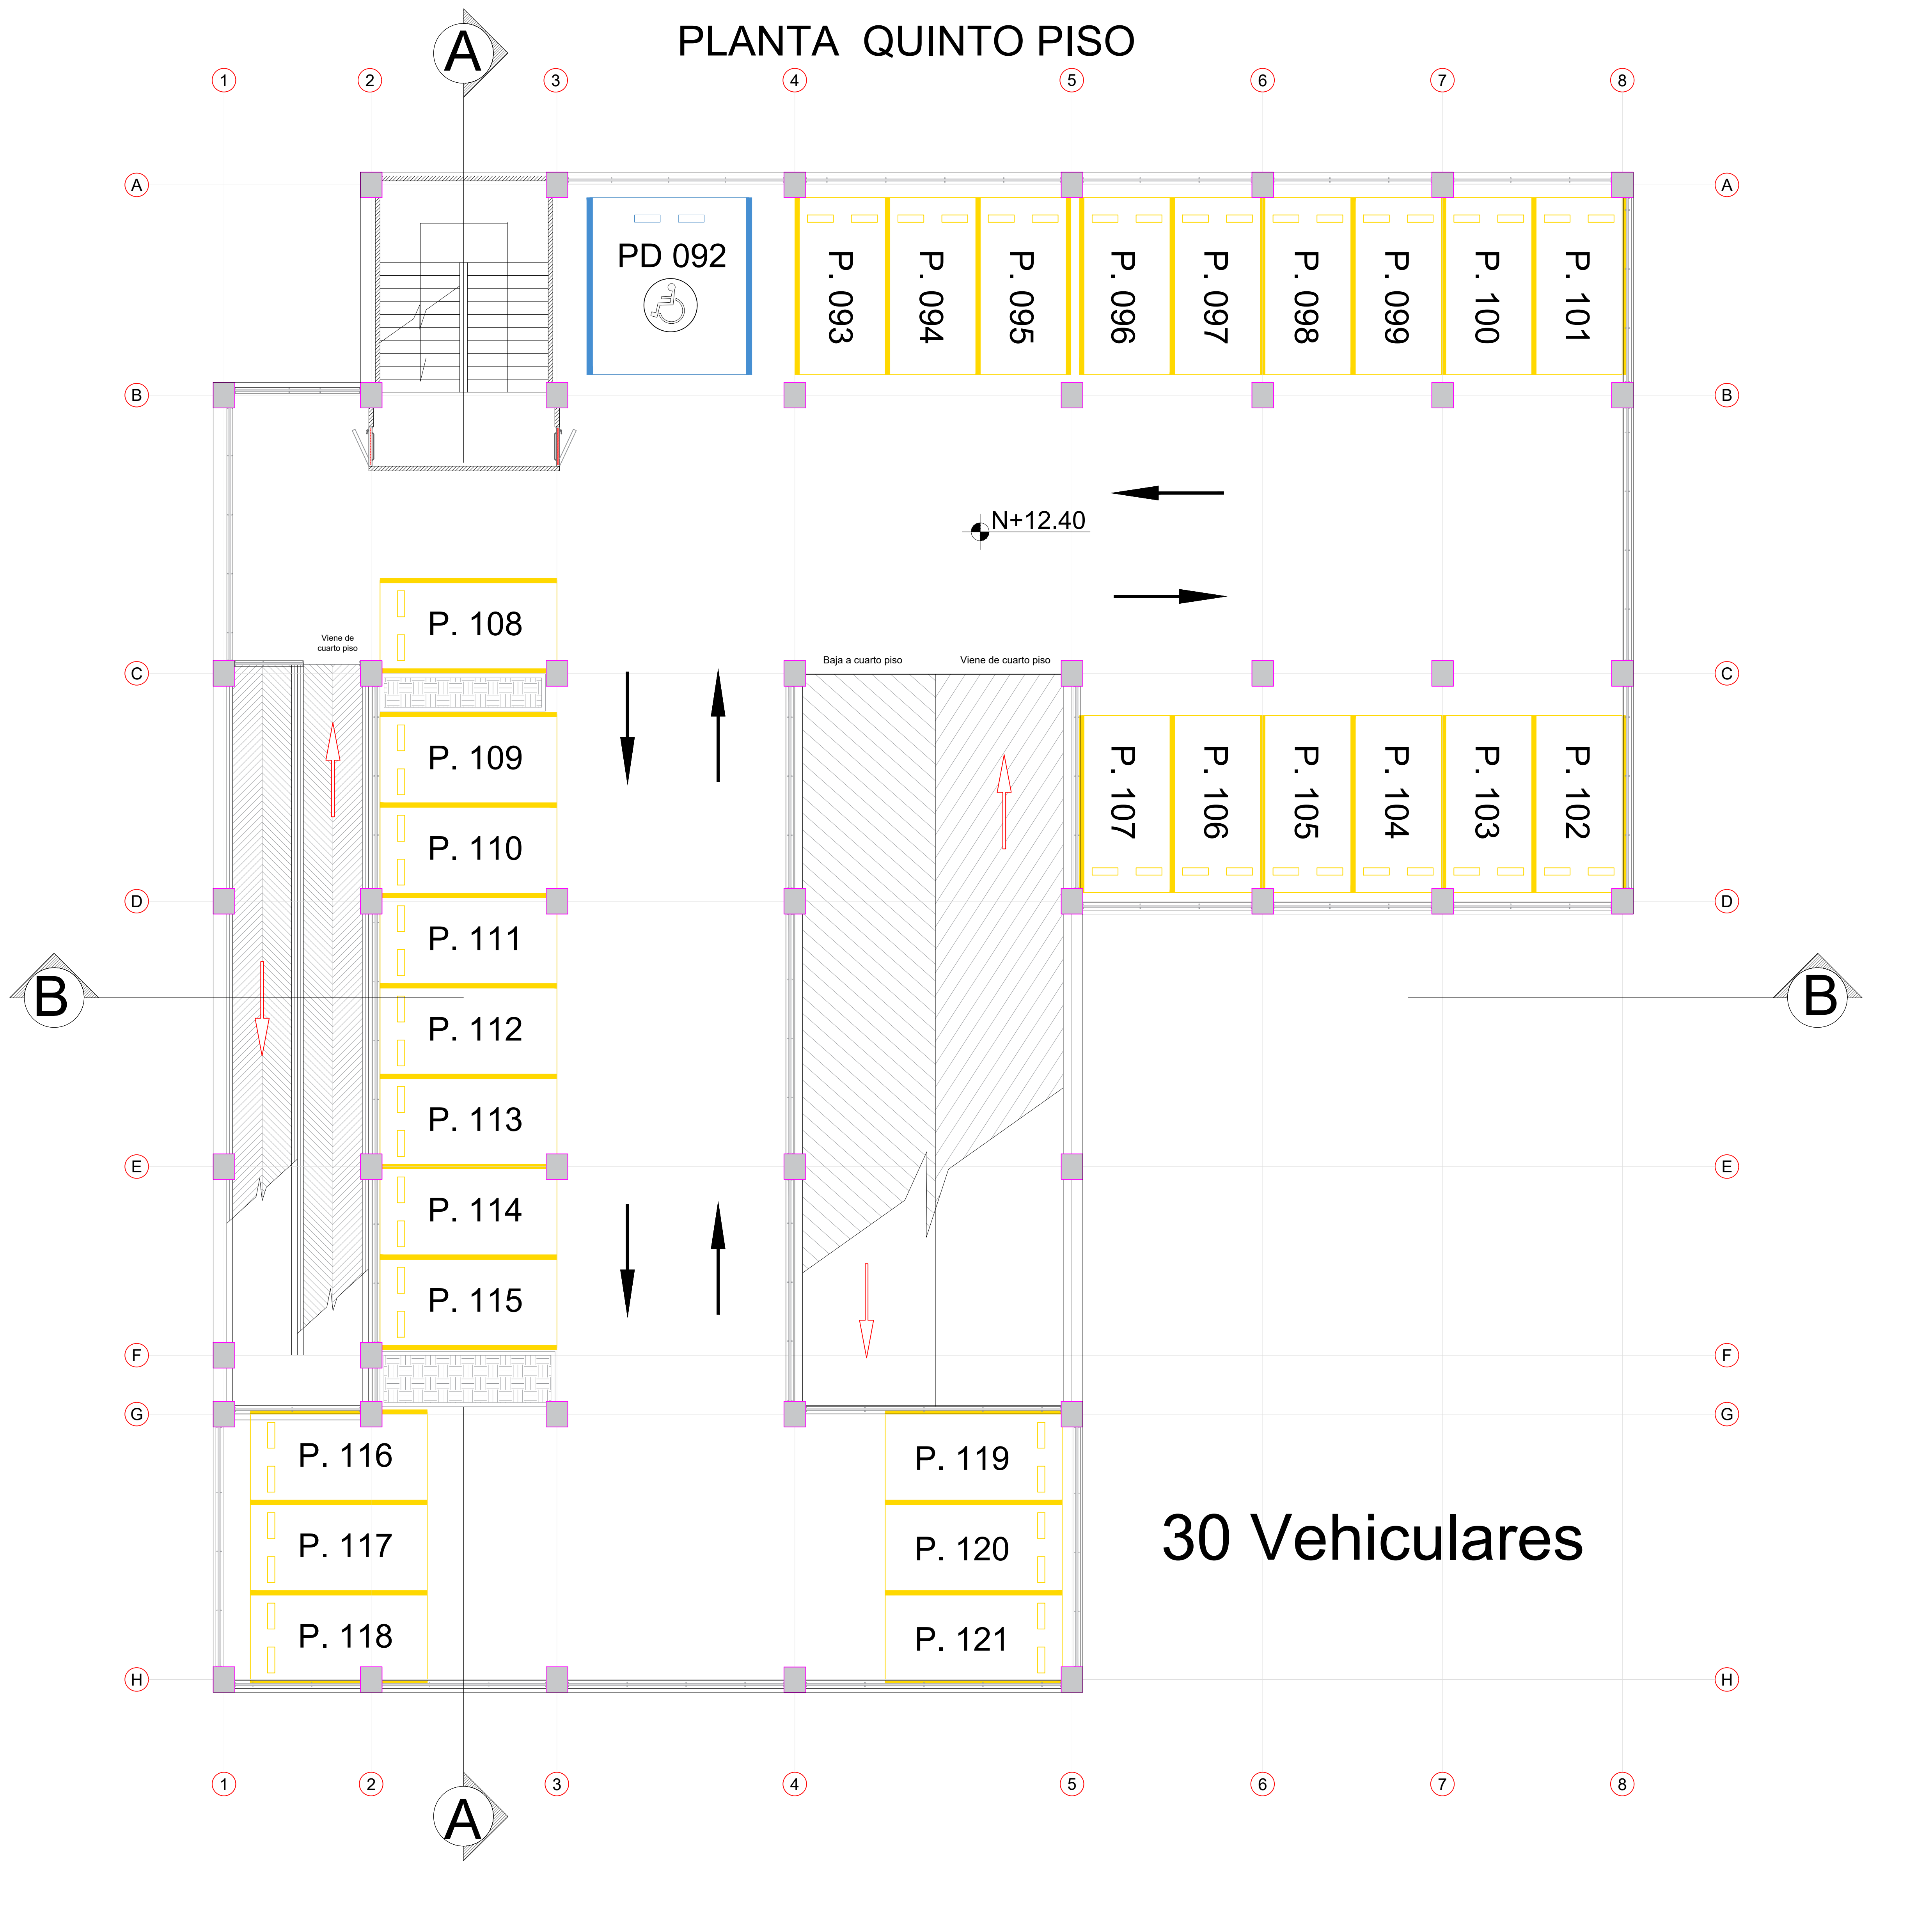 PLANTA  QUINTO PISO
A
1
2
3
4
5
6
7
8
A
A
PD 092
P. 093
P. 094
P. 095
P. 096
P. 097
P. 098
P. 099
P. 100
P. 101
B
B
N+12.40
P. 108
Viene de
cuarto piso
Baja a cuarto piso
Viene de cuarto piso
C
C
P. 109
P. 107
P. 106
P. 105
P. 104
P. 103
P. 102
P. 110
D
D
P. 111
B
B
P. 112
P. 113
E
E
P. 114
P. 115
F
F
G
G
P. 116
P. 119
P. 117
P. 120
30 Vehiculares
P. 118
P. 121
H
H
1
2
3
4
5
6
7
8
A